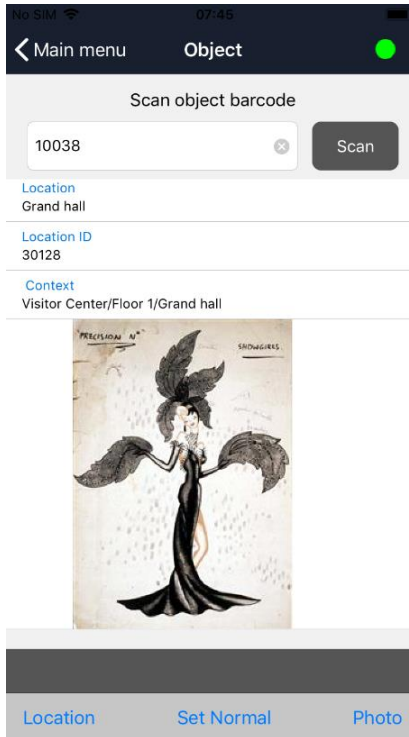 No SIM 07:45
Main menu Object
Scan object barcode
10038 Scan
Location
Grand hall
Location ID
30128
Context
Visitor Center/Floor 1/Grand hall
"PRECISION N°" SHOWGIRLS.
Location Set Normal Photo